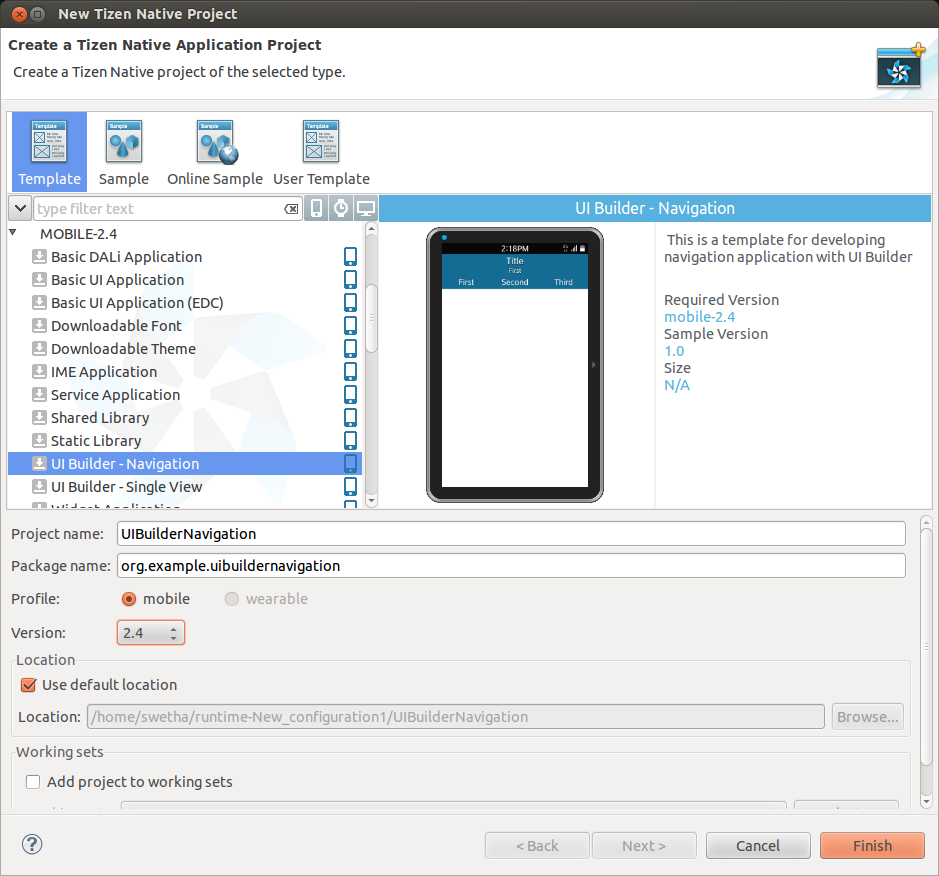 New Tizen Native Project
Create a Tizen Native Application Project
Create a Tizen Native project of the selected type.
Template
Sample
Sample
Template
Template
Sample
Online Sample
User Template
type filter text
UI Builder - Navigation
MOBILE-2.4
Basic DALi Application
Basic UI Application
Basic UI Application (EDC)
Downloadable Font
Downloadable Theme
IME Application
Service Application
Shared Library
Static Library
UI Builder - Navigation
UI Builder - Single View
Widget Application
2:18PM
Title
First
First
Second
Third
This is a template for developing
navigation application with UI Builder
Required Version
mobile-2.4
Sample Version
1.0
Size
N/A
Project name:
UIBuilderNavigation
Package name:
org.example.uibuildernavigation
Profile:
mobile
wearable
Version:
2.4
Location
Use default location
Location:
/home/swetha/runtime-New_configuration1/UIBuilderNavigation
Browse...
Working sets
Add project to working sets
?
< Back
Next >
Cancel
Finish